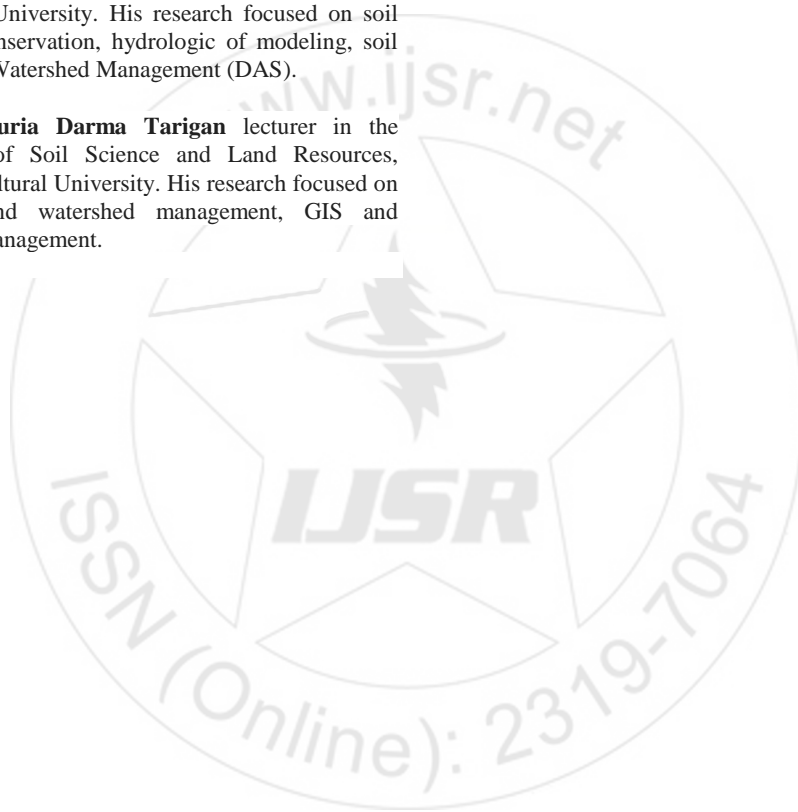 University. His research focused on soil
nservation, hydrologic of modeling, soil
Watershed Management (DAS).
uria Darma Tarigan lecturer in the
of Soil Science and Land Resources,
ltural University. His research focused on
nd watershed management, GIS and
anagement.
www.ijsr.net
IJSR
ISSN (Online): 2319-7064